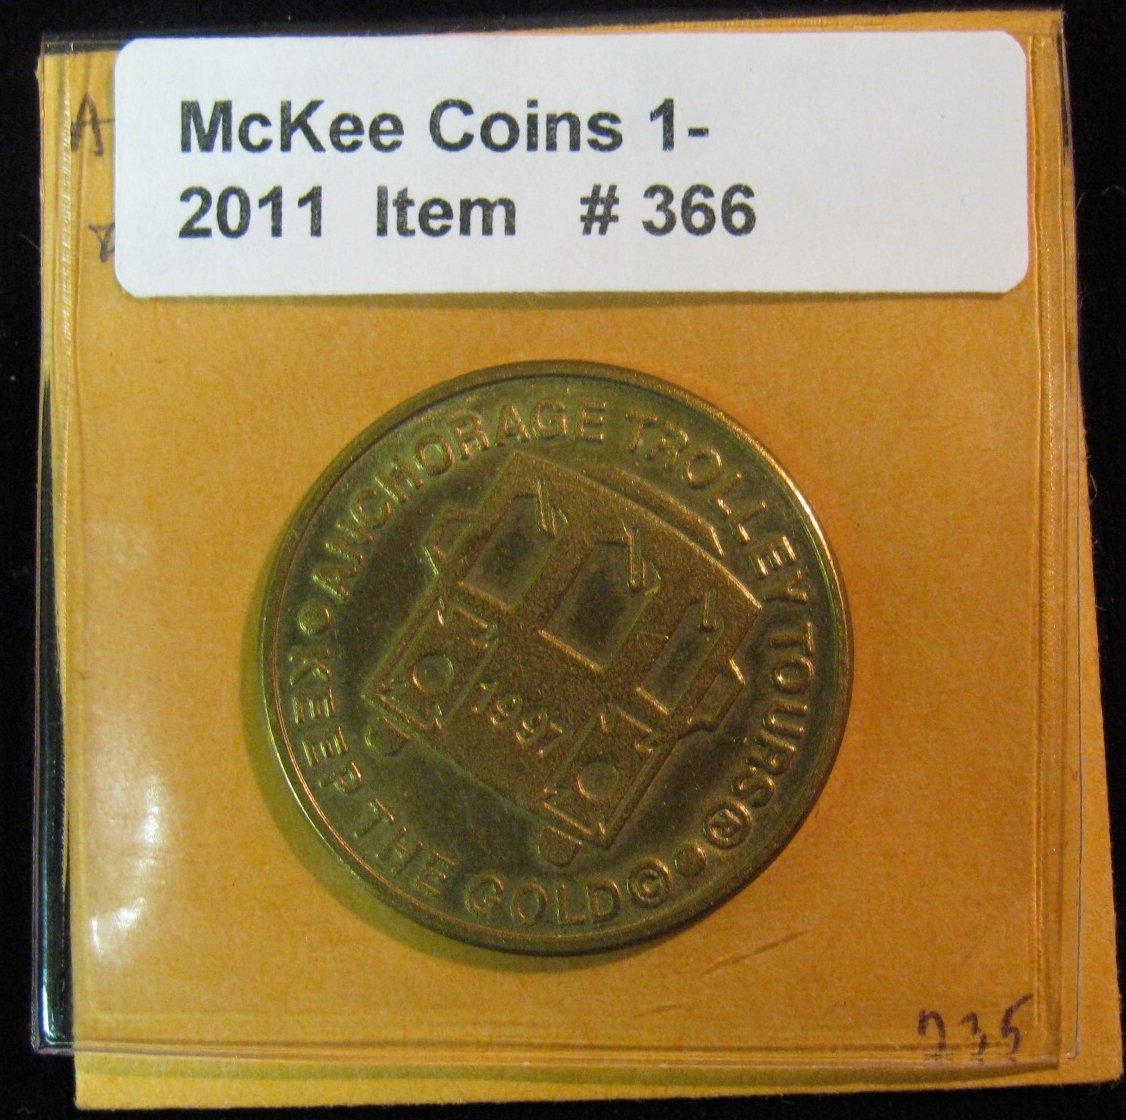 McKee Coins 1-
2011 Item # 366
A
ANCHORAGE TROLLEY TOURS®
1997
KEEP THE GOLD©
235